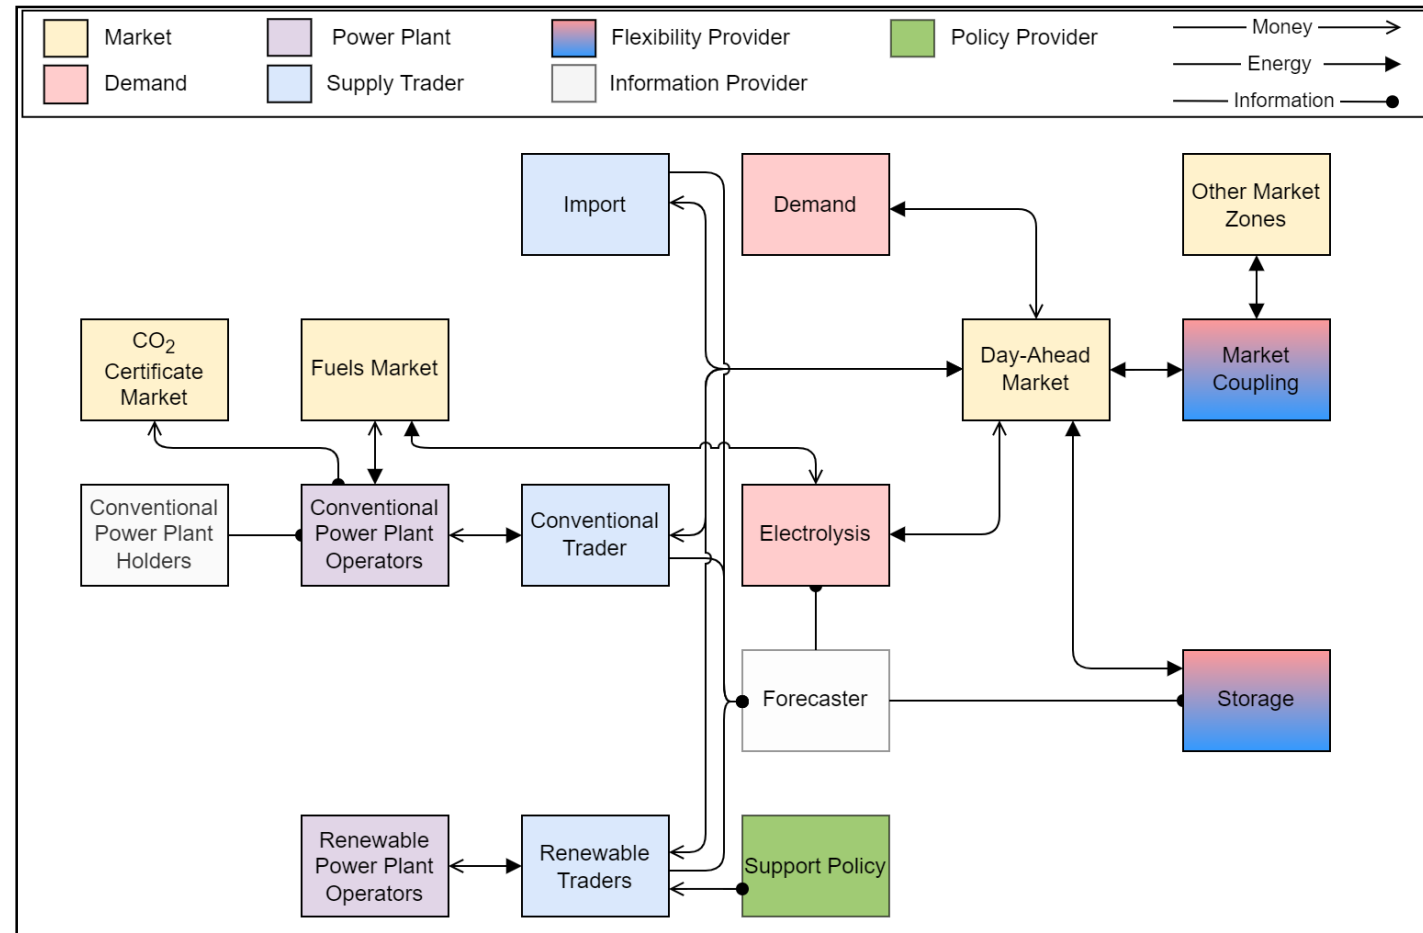 Market
Power Plant
Flexibility Provider
Policy Provider
Money
Demand
Supply Trader
Information Provider
Energy
Information
Import
Demand
Other Market
Zones
CO2
Certificate
Market
Fuels Market
Day-Ahead
Market
Market
Coupling
Conventional
Power Plant
Holders
Conventional
Power Plant
Operators
Conventional
Trader
Electrolysis
Forecaster
Storage
Renewable
Power Plant
Operators
Renewable
Traders
Support Policy